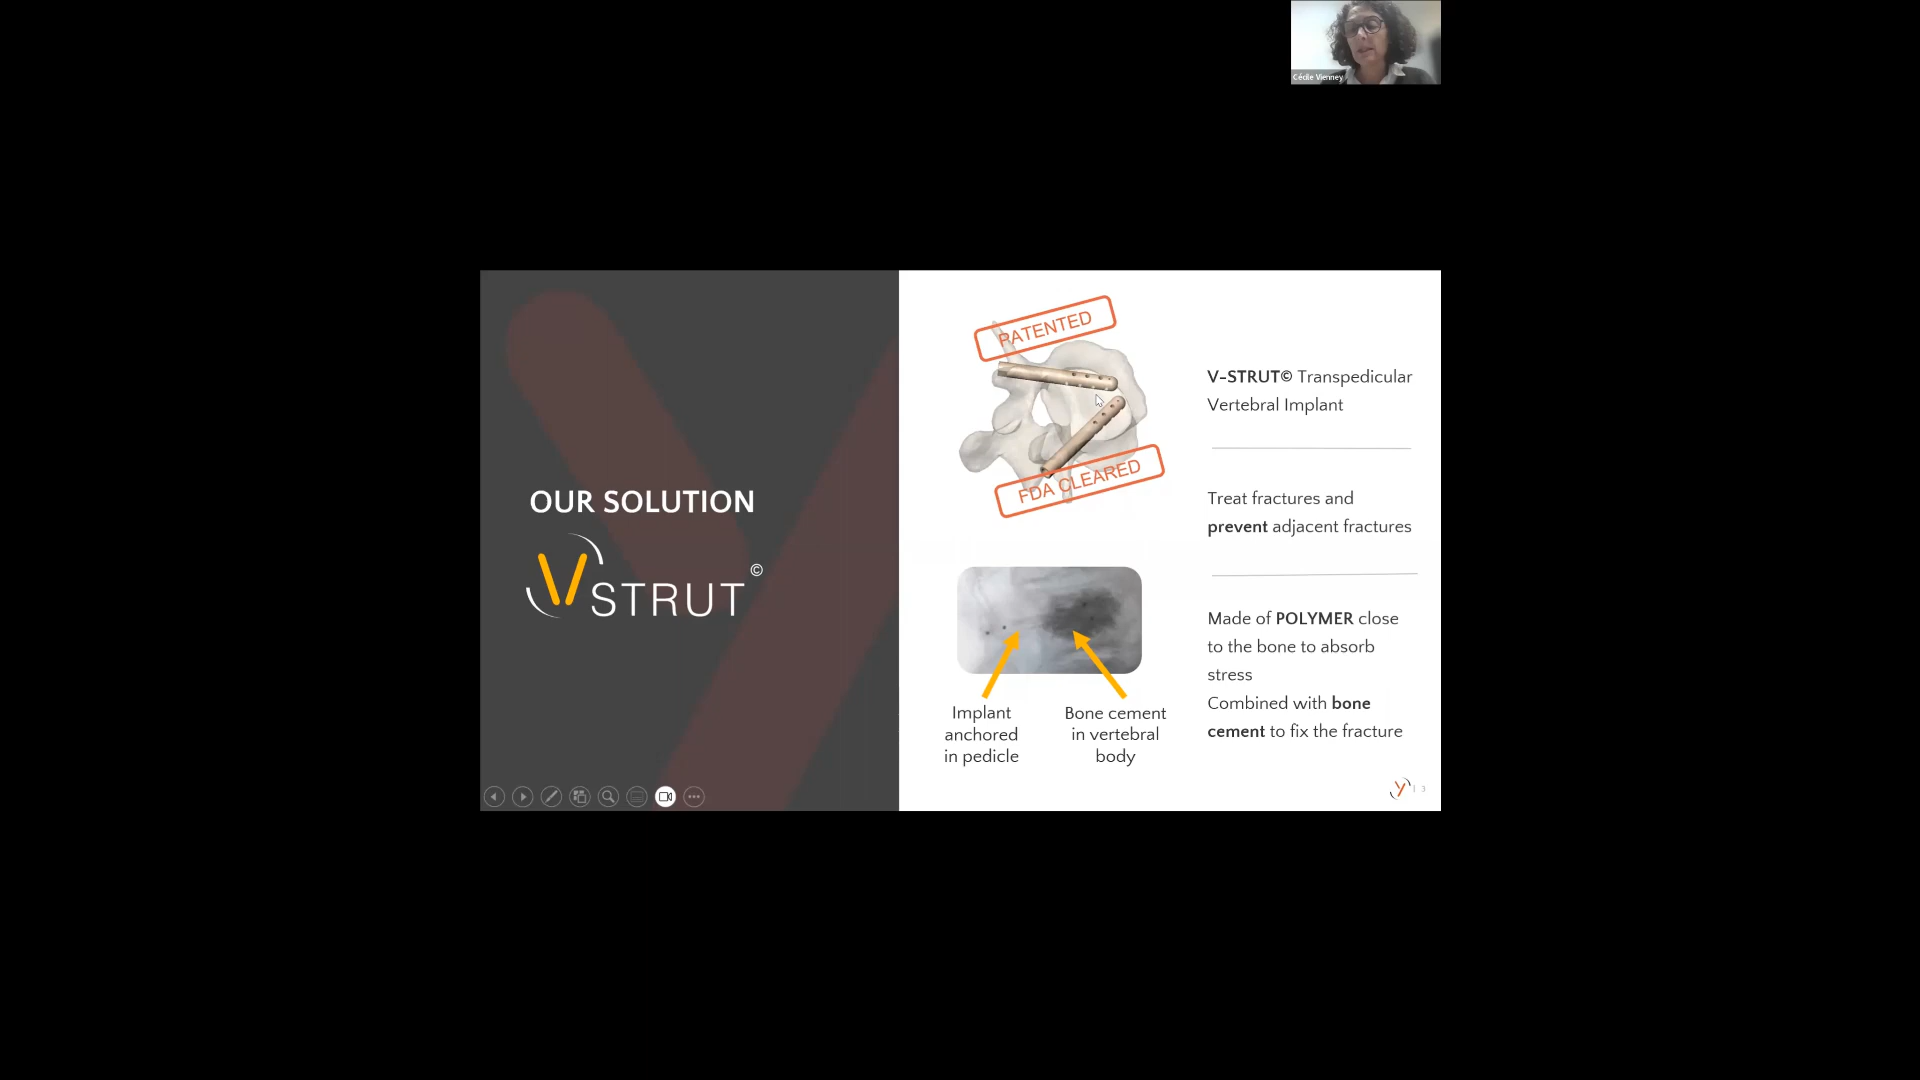 Cécile Vienney
OUR SOLUTION
VSTRUT©
PATENTED
FDA CLEARED
Implant
anchored
in pedicle
Bone cement
in vertebral
body
V-STRUT© Transpedicular
Vertebral Implant
Treat fractures and
prevent adjacent fractures
Made of POLYMER close
to the bone to absorb
stress
Combined with bone
cement to fix the fracture
y | 3